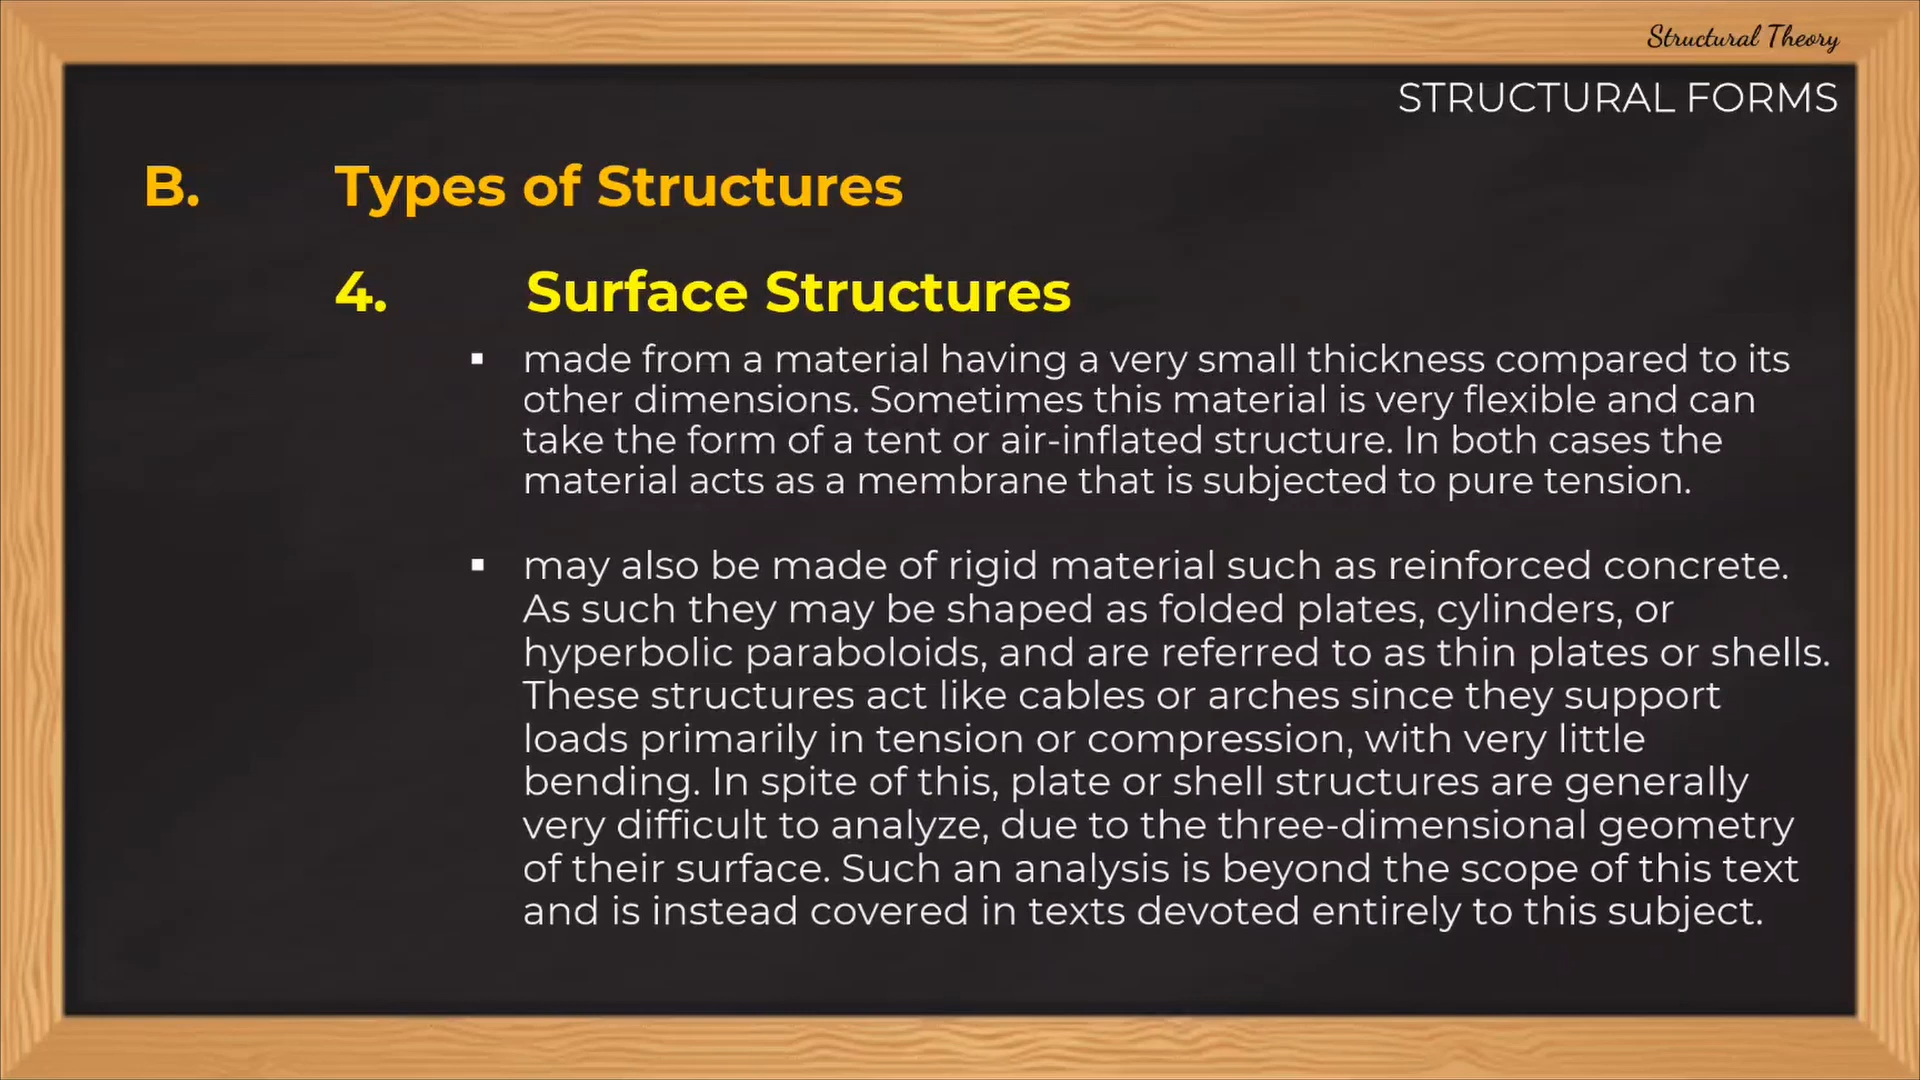 Structural Theory
STRUCTURAL FORMS
B. Types of Structures
4. Surface Structures
▪ made from a material having a very small thickness compared to its
other dimensions. Sometimes this material is very flexible and can
take the form of a tent or air-inflated structure. In both cases the
material acts as a membrane that is subjected to pure tension.
▪ may also be made of rigid material such as reinforced concrete.
As such they may be shaped as folded plates, cylinders, or
hyperbolic paraboloids, and are referred to as thin plates or shells.
These structures act like cables or arches since they support
loads primarily in tension or compression, with very little
bending. In spite of this, plate or shell structures are generally
very difficult to analyze, due to the three-dimensional geometry
of their surface. Such an analysis is beyond the scope of this text
and is instead covered in texts devoted entirely to this subject.